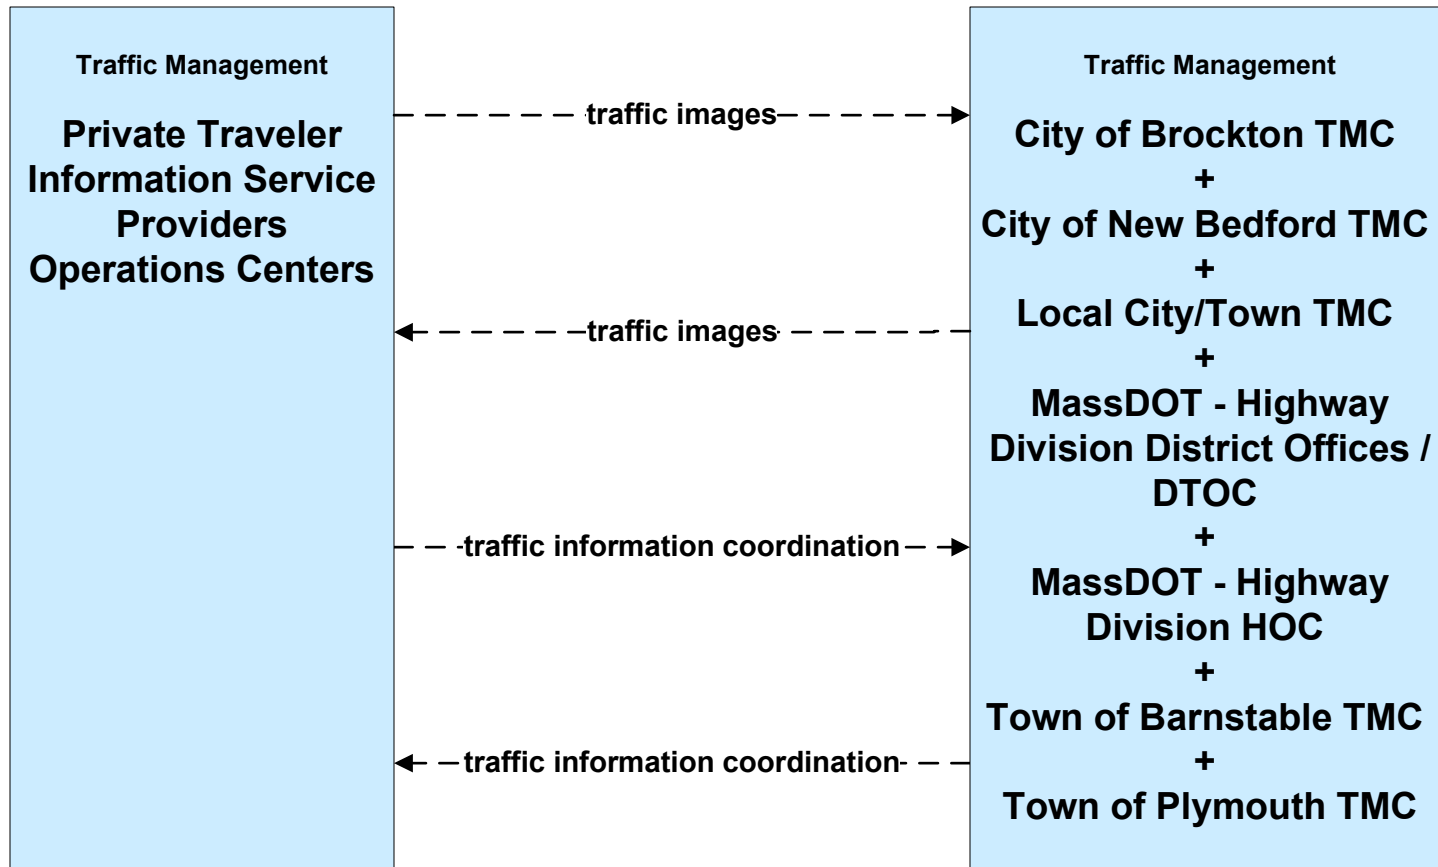 Traffic Management
Private Traveler
Information Service
Providers
Operations Centers
traffic images
traffic images
traffic information coordination
traffic information coordination
Traffic Management
City of Brockton TMC
+
City of New Bedford TMC
+
Local City/Town TMC
+
MassDOT - Highway
Division District Offices /
DTOC
+
MassDOT - Highway
Division HOC
+
Town of Barnstable TMC
+
Town of Plymouth TMC